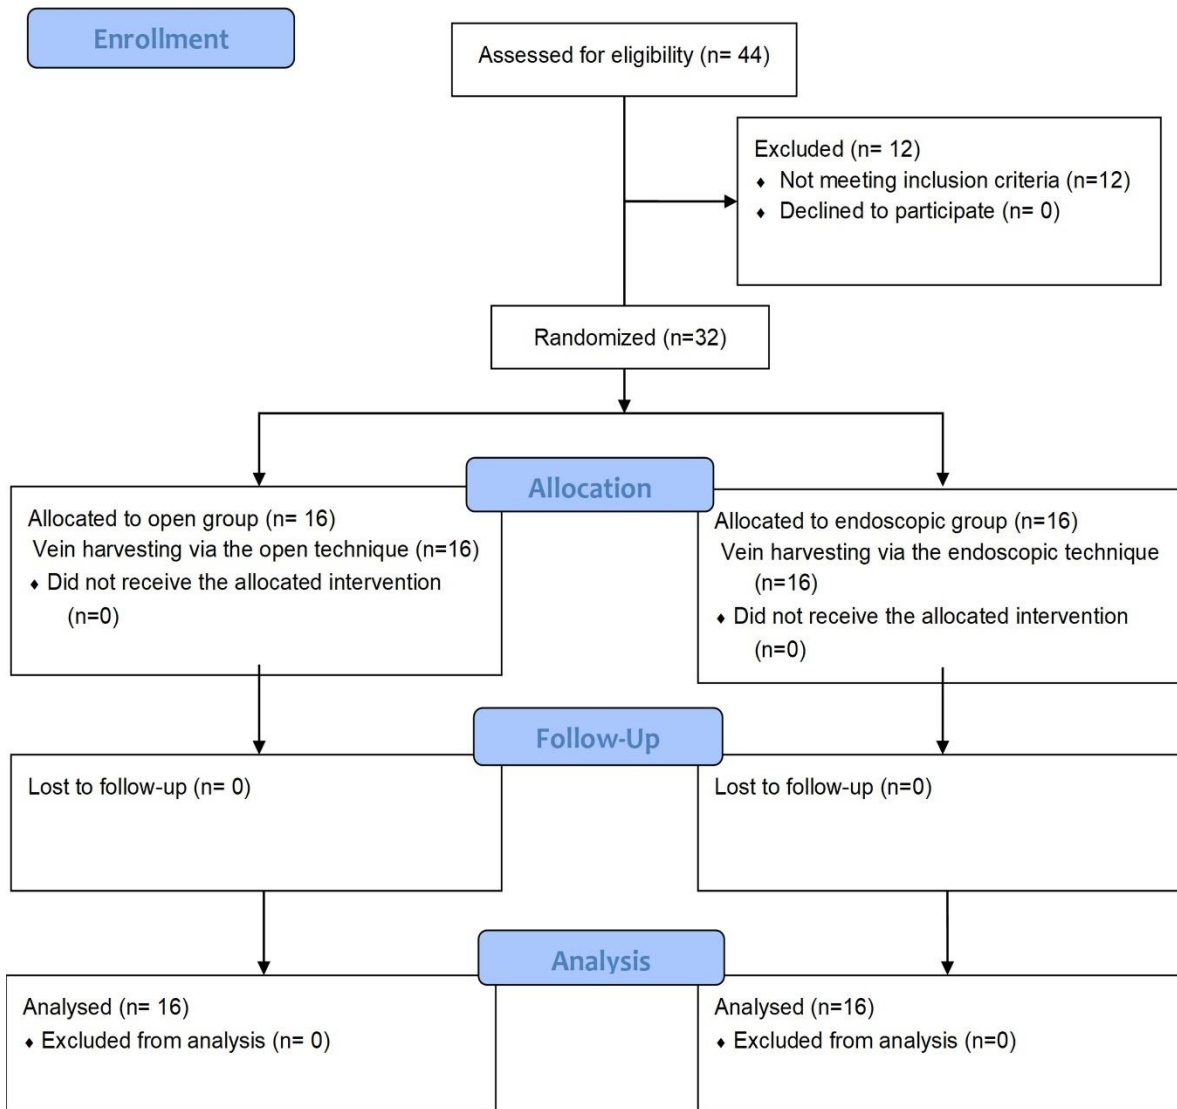 Enrollment
Assessed for eligibility (n= 44)
Excluded (n= 12)
♦ Not meeting inclusion criteria (n=12)
♦ Declined to participate (n= 0)
Randomized (n=32)
Allocation
Allocated to open group (n= 16)
Vein harvesting via the open technique (n=16)
♦ Did not receive the allocated intervention
(n=0)
Allocated to endoscopic group (n=16)
Vein harvesting via the endoscopic technique
(n=16)
♦ Did not receive the allocated intervention
(n=0)
Follow-Up
Lost to follow-up (n= 0)
Lost to follow-up (n=0)
Analysis
Analysed (n= 16)
♦ Excluded from analysis (n= 0)
Analysed (n=16)
♦ Excluded from analysis (n=0)